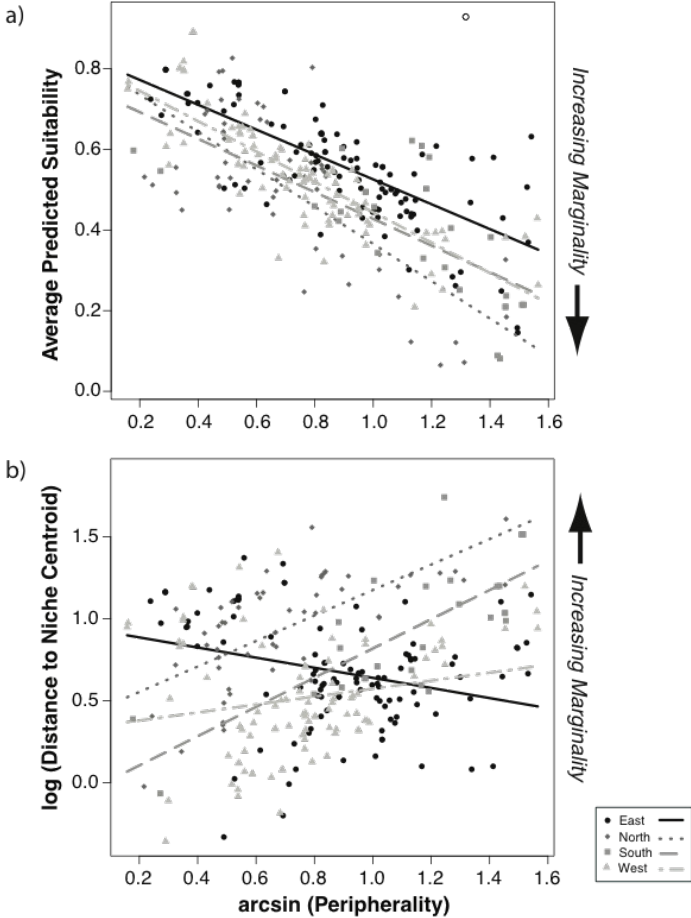 a)
Average Predicted Suitability
0.8
0.6
0.4
0.2
0.0
0.2 0.4 0.6 0.8 1.0 1.2 1.4 1.6
Increasing Marginality
b)
log (Distance to Niche Centroid)
1.5
1.0
0.5
0.0
0.2 0.4 0.6 0.8 1.0 1.2 1.4 1.6
arcsin (Peripherality)
Increasing Marginality
East
North
South
West